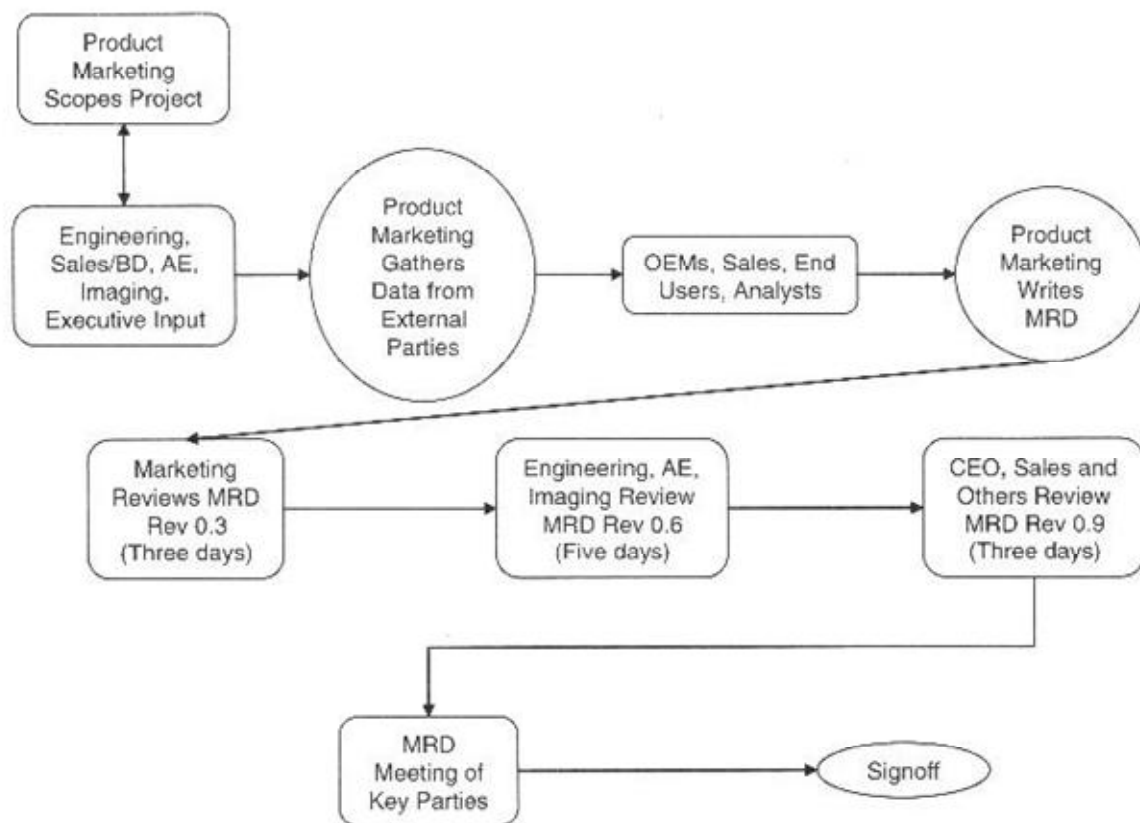 Product
Marketing
Scopes Project
Engineering,
Sales/BD, AE,
Imaging,
Executive Input
Product
Marketing
Gathers
Data from
External
Parties
OEMs, Sales, End
Users, Analysts
Product
Marketing
Writes
MRD
Marketing
Reviews MRD
Rev 0.3
(Three days)
Engineering, AE,
Imaging Review
MRD Rev 0.6
(Five days)
CEO, Sales and
Others Review
MRD Rev 0.9
(Three days)
MRD
Meeting of
Key Parties
Signoff